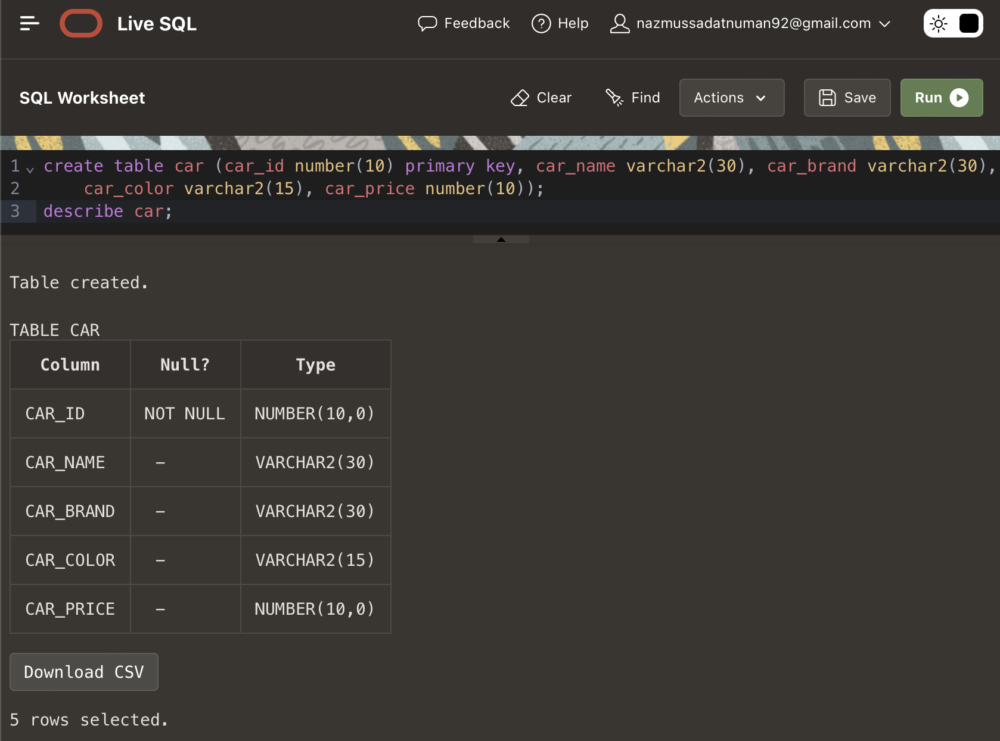 Live SQL
Feedback
Help
nazmussadatnuman92@gmail.com
SQL Worksheet
Clear
Find
Actions
Save
Run
1 create table car (car_id number(10) primary key, car_name varchar2(30), car_brand varchar2(30),
2 car_color varchar2(15), car_price number(10));
3 describe car;
Table created.
TABLE CAR
Column Null? Type
CAR_ID NOT NULL NUMBER(10,0)
CAR_NAME – VARCHAR2(30)
CAR_BRAND – VARCHAR2(30)
CAR_COLOR – VARCHAR2(15)
CAR_PRICE – NUMBER(10,0)
Download CSV
5 rows selected.